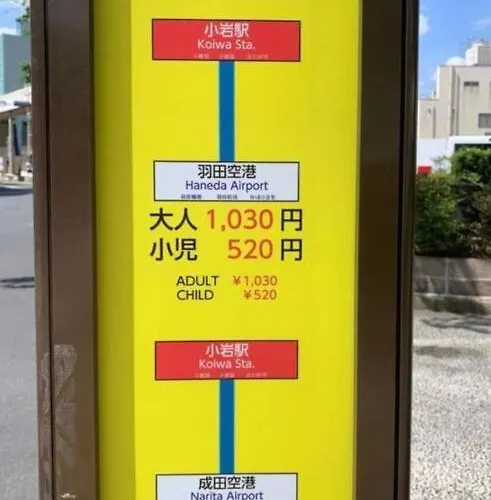 小岩駅
Koiwa Sta.
羽田空港
Haneda Airport
大人 1,030 円
小児 520 円
ADULT ¥1,030
CHILD ¥520
小岩駅
Koiwa Sta.
成田空港
Narita Airport